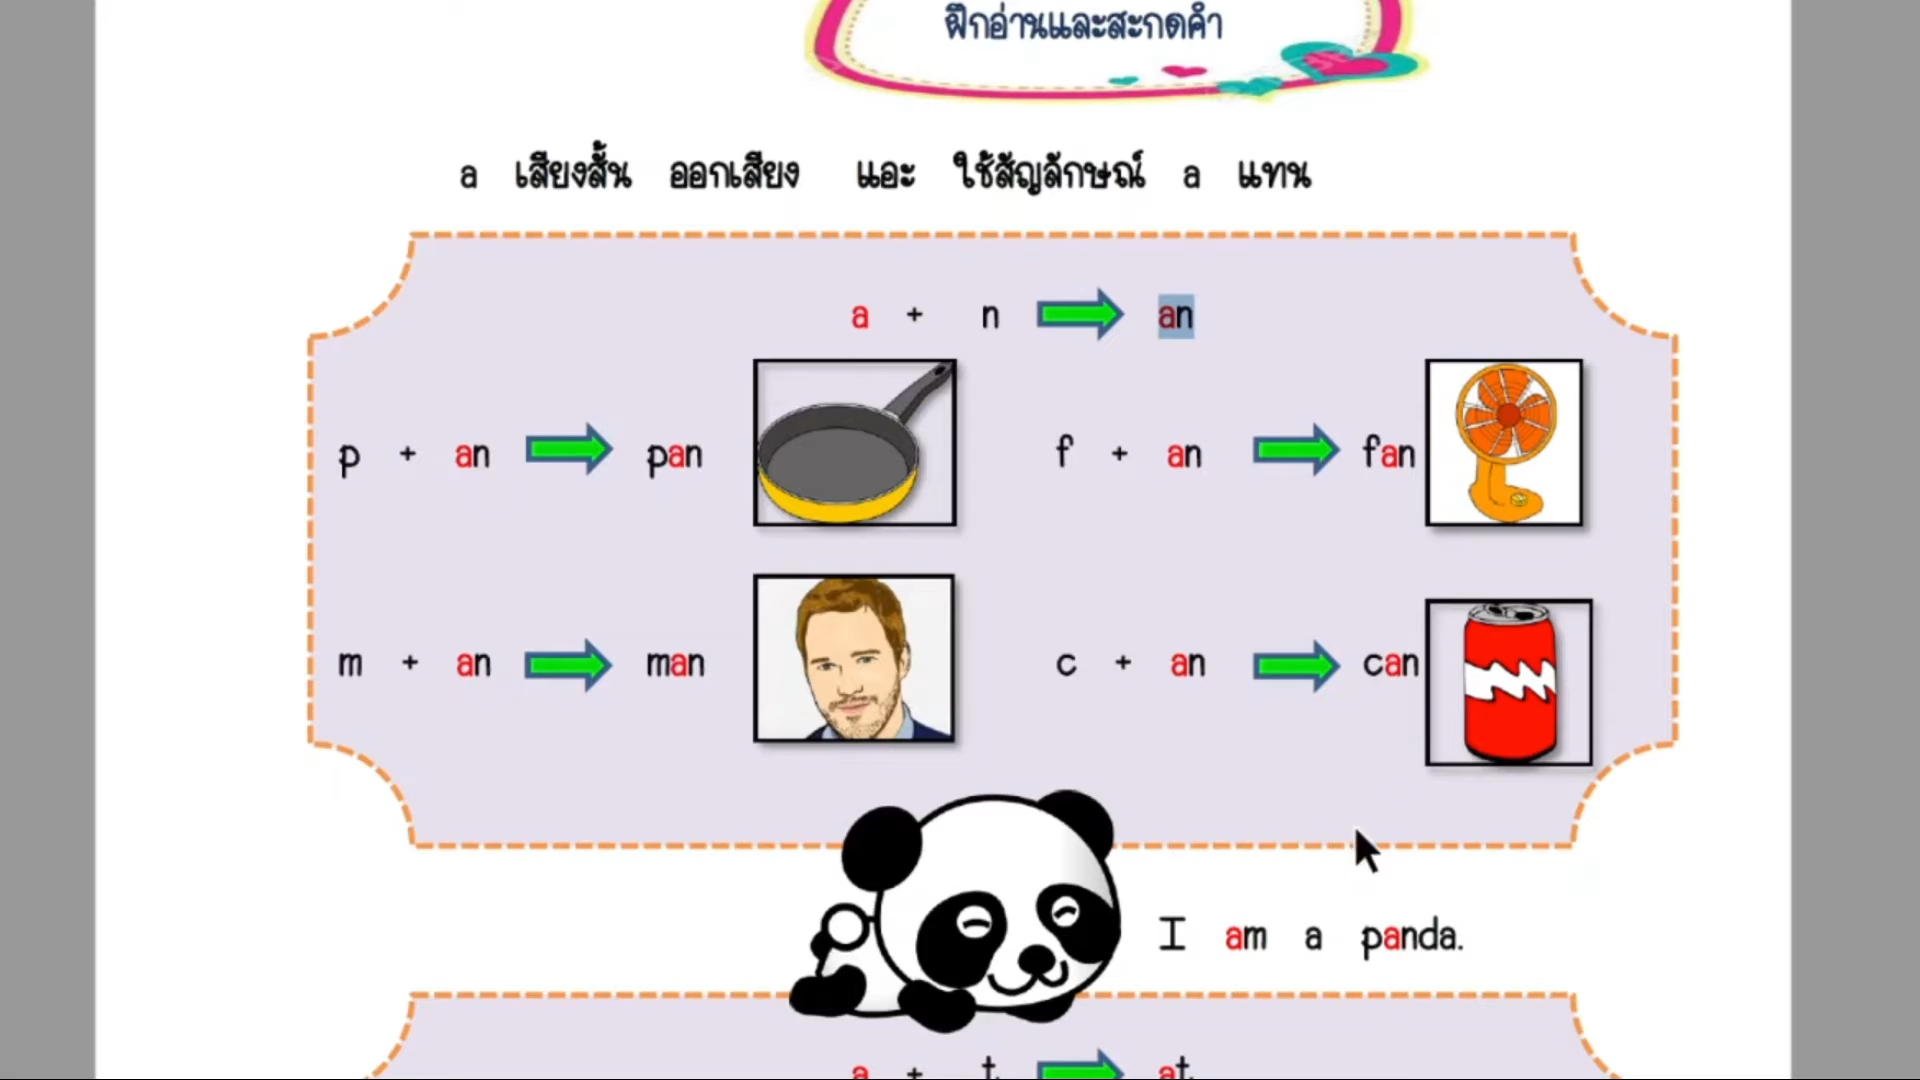 ฝึกอ่านและสะกดคำ
a เสียงสั้น ออกเสียง แอะ ใช้สัญลักษณ์ a แทน
a + n an
p + an pan f + an fan
m + an man c + an can
I am a panda.
a + t at